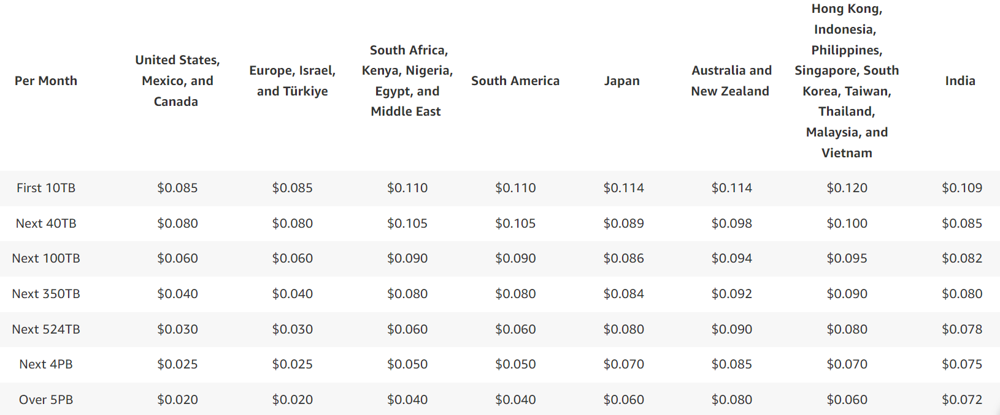 Per Month
United States,
Mexico, and
Canada
Europe, Israel,
and Türkiye
South Africa,
Kenya, Nigeria,
Egypt, and
Middle East
South America
Japan
Australia and
New Zealand
Hong Kong,
Indonesia,
Philippines,
Singapore, South
Korea, Taiwan,
Thailand,
Malaysia, and
Vietnam
India
First 10TB $0.085 $0.085 $0.110 $0.110 $0.114 $0.114 $0.120 $0.109
Next 40TB $0.080 $0.080 $0.105 $0.105 $0.089 $0.098 $0.100 $0.085
Next 100TB $0.060 $0.060 $0.090 $0.090 $0.086 $0.094 $0.095 $0.082
Next 350TB $0.040 $0.040 $0.080 $0.080 $0.084 $0.092 $0.090 $0.080
Next 524TB $0.030 $0.030 $0.060 $0.060 $0.080 $0.090 $0.080 $0.078
Next 4PB $0.025 $0.025 $0.050 $0.050 $0.070 $0.085 $0.070 $0.075
Over 5PB $0.020 $0.020 $0.040 $0.040 $0.060 $0.080 $0.060 $0.072